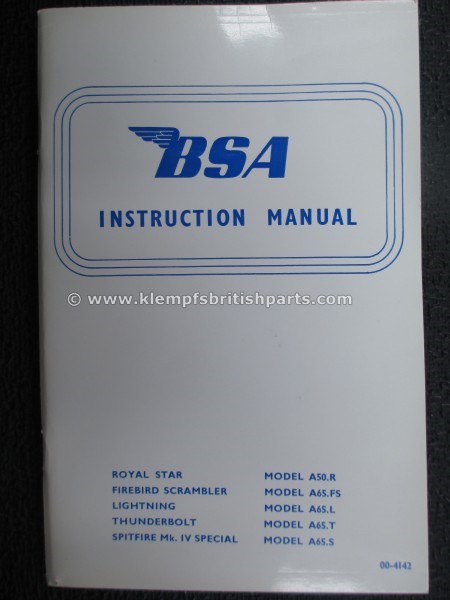 BSA
INSTRUCTION MANUAL
© www.klempfsbritishparts.com
ROYAL STAR MODEL A50.R
FIREBIRD SCRAMBLER MODEL A65.FS
LIGHTNING MODEL A65.L
THUNDERBOLT MODEL A65.T
SPITFIRE Mk. IV SPECIAL MODEL A65.S
00-4142